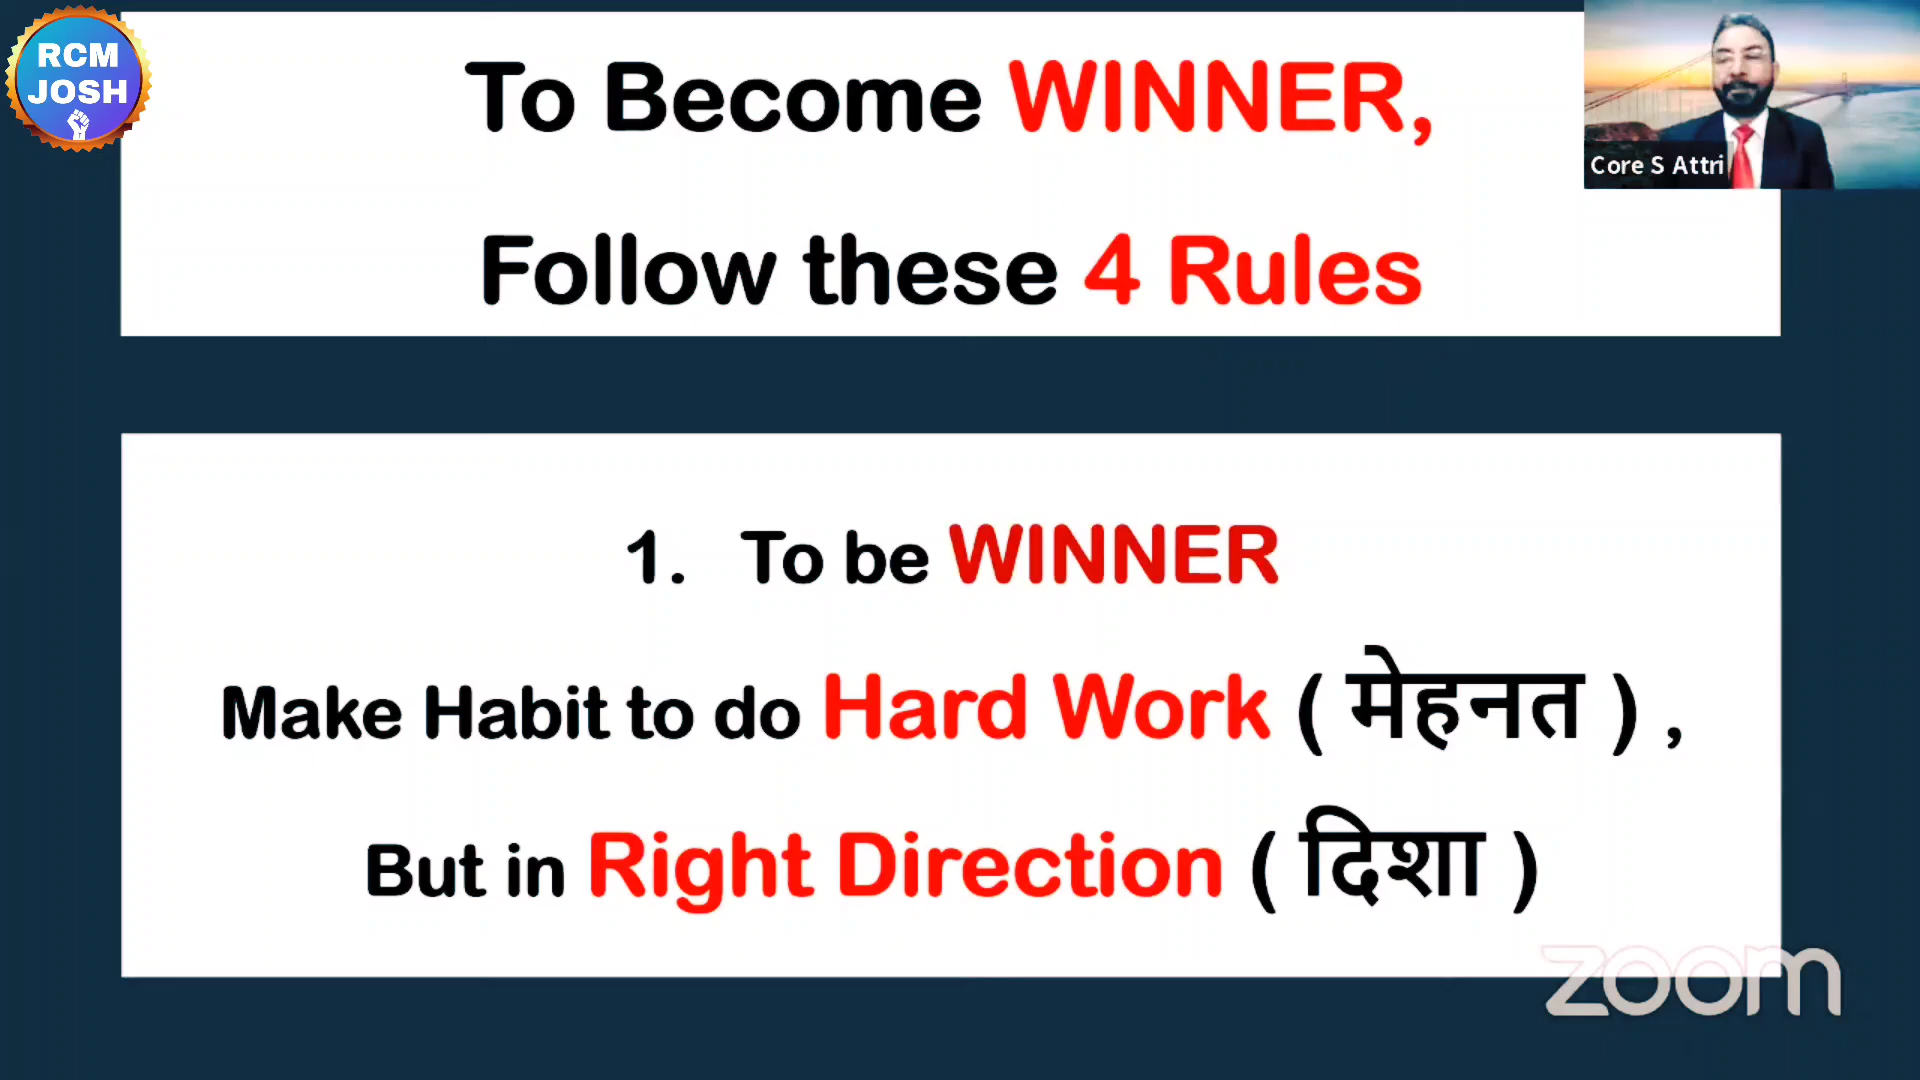 RCM
JOSH
To Become WINNER,
Follow these 4 Rules
Core S Attri
1. To be WINNER
Make Habit to do Hard Work ( मेहनत ) ,
But in Right Direction ( दिशा )
zoom